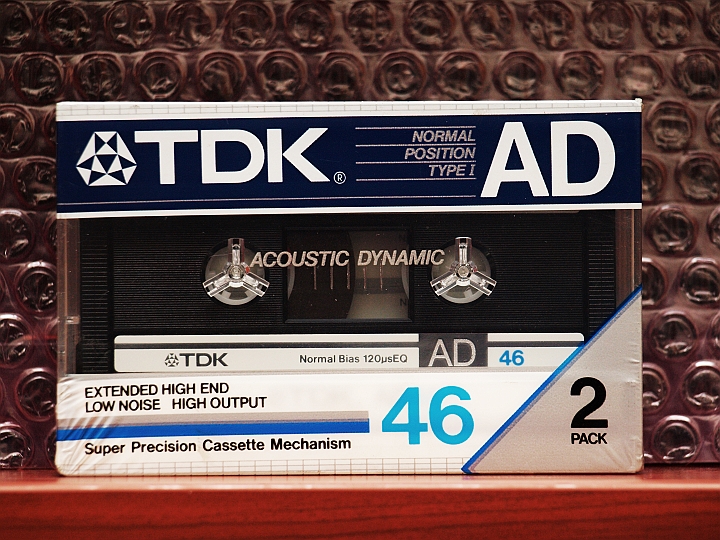 TDK®
NORMAL
POSITION
TYPE I
AD
ACOUSTIC DYNAMIC
TDK
Normal Bias 120µsEQ
AD
46
EXTENDED HIGH END
LOW NOISE HIGH OUTPUT
46
Super Precision Cassette Mechanism
2
PACK